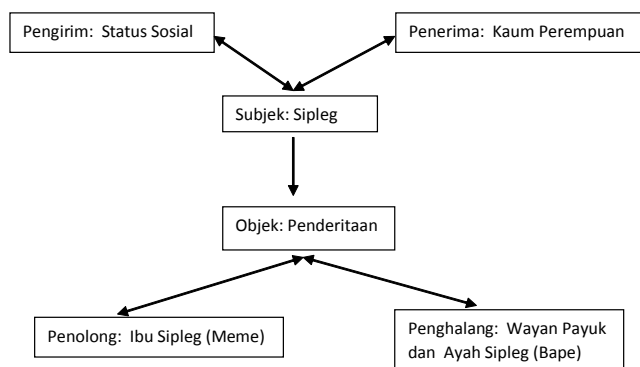 Pengirim: Status Sosial
Penerima: Kaum Perempuan
Subjek: Sipleg
Objek: Penderitaan
Penolong: Ibu Sipleg (Meme)
Penghalang: Wayan Payuk
dan Ayah Sipleg (Bape)